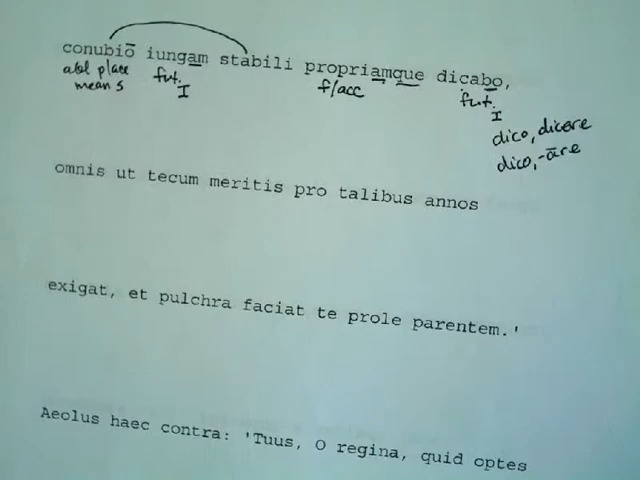 conubiō iungam stabili propriamque dicabo,
abl place fut. f/acc fut.
means I I
dico, dicere
dico, -āre
omnis ut tecum meritis pro talibus annos
exigat, et pulchra faciat te prole parentem.'
Aeolus haec contra: 'Tuus, O regina, quid optes